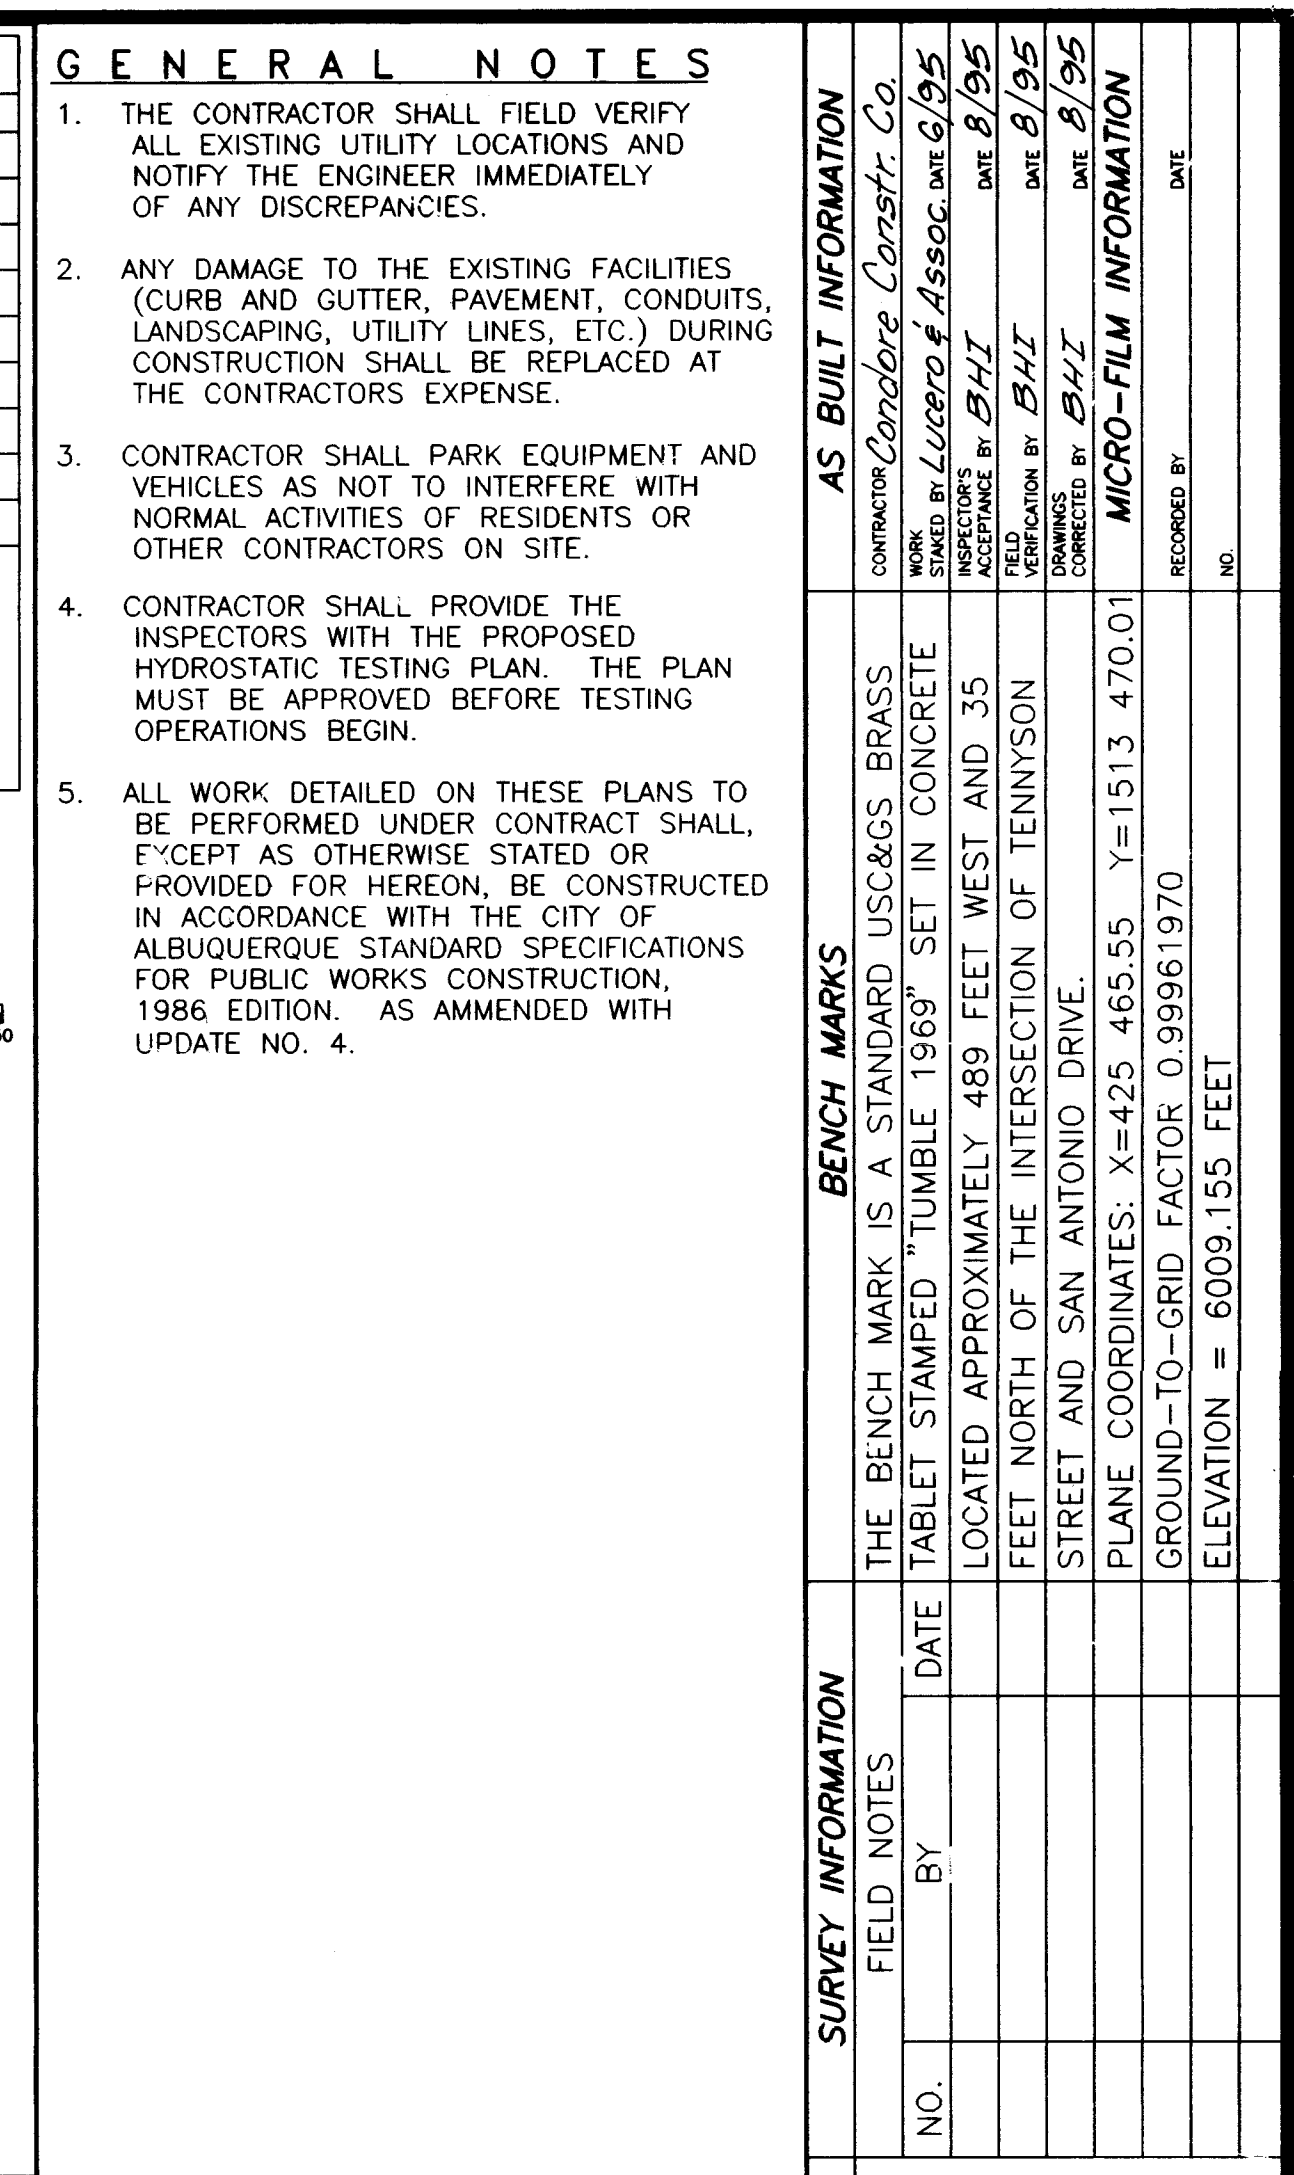 GENERAL NOTES
1. THE CONTRACTOR SHALL FIELD VERIFY
ALL EXISTING UTILITY LOCATIONS AND
NOTIFY THE ENGINEER IMMEDIATELY
OF ANY DISCREPANCIES.
2. ANY DAMAGE TO THE EXISTING FACILITIES
(CURB AND GUTTER, PAVEMENT, CONDUITS,
LANDSCAPING, UTILITY LINES, ETC.) DURING
CONSTRUCTION SHALL BE REPLACED AT
THE CONTRACTORS EXPENSE.
3. CONTRACTOR SHALL PARK EQUIPMENT AND
VEHICLES AS NOT TO INTERFERE WITH
NORMAL ACTIVITIES OF RESIDENTS OR
OTHER CONTRACTORS ON SITE.
4. CONTRACTOR SHALL PROVIDE THE
INSPECTORS WITH THE PROPOSED
HYDROSTATIC TESTING PLAN. THE PLAN
MUST BE APPROVED BEFORE TESTING
OPERATIONS BEGIN.
5. ALL WORK DETAILED ON THESE PLANS TO
BE PERFORMED UNDER CONTRACT SHALL,
EXCEPT AS OTHERWISE STATED OR
PROVIDED FOR HEREON, BE CONSTRUCTED
IN ACCORDANCE WITH THE CITY OF
ALBUQUERQUE STANDARD SPECIFICATIONS
FOR PUBLIC WORKS CONSTRUCTION,
1986 EDITION. AS AMMENDED WITH
UPDATE NO. 4.
SURVEY INFORMATION
FIELD NOTES
NO. BY DATE
BENCH MARKS
THE BENCH MARK IS A STANDARD USC&GS BRASS
TABLET STAMPED "TUMBLE 1969" SET IN CONCRETE
LOCATED APPROXIMATELY 489 FEET WEST AND 35
FEET NORTH OF THE INTERSECTION OF TENNYSON
STREET AND SAN ANTONIO DRIVE.
PLANE COORDINATES: X=425 465.55 Y=1513 470.01
GROUND-TO-GRID FACTOR 0.99961970
ELEVATION = 6009.155 FEET
AS BUILT INFORMATION
CONTRACTOR Condore Constr. Co.
WORK
STAKED BY Lucero & Assoc. DATE 6/95
INSPECTOR'S
ACCEPTANCE BY BHI DATE 8/95
FIELD
VERIFICATION BY BHI DATE 8/95
DRAWINGS
CORRECTED BY BHI DATE 8/95
MICRO-FILM INFORMATION
RECORDED BY DATE
NO.